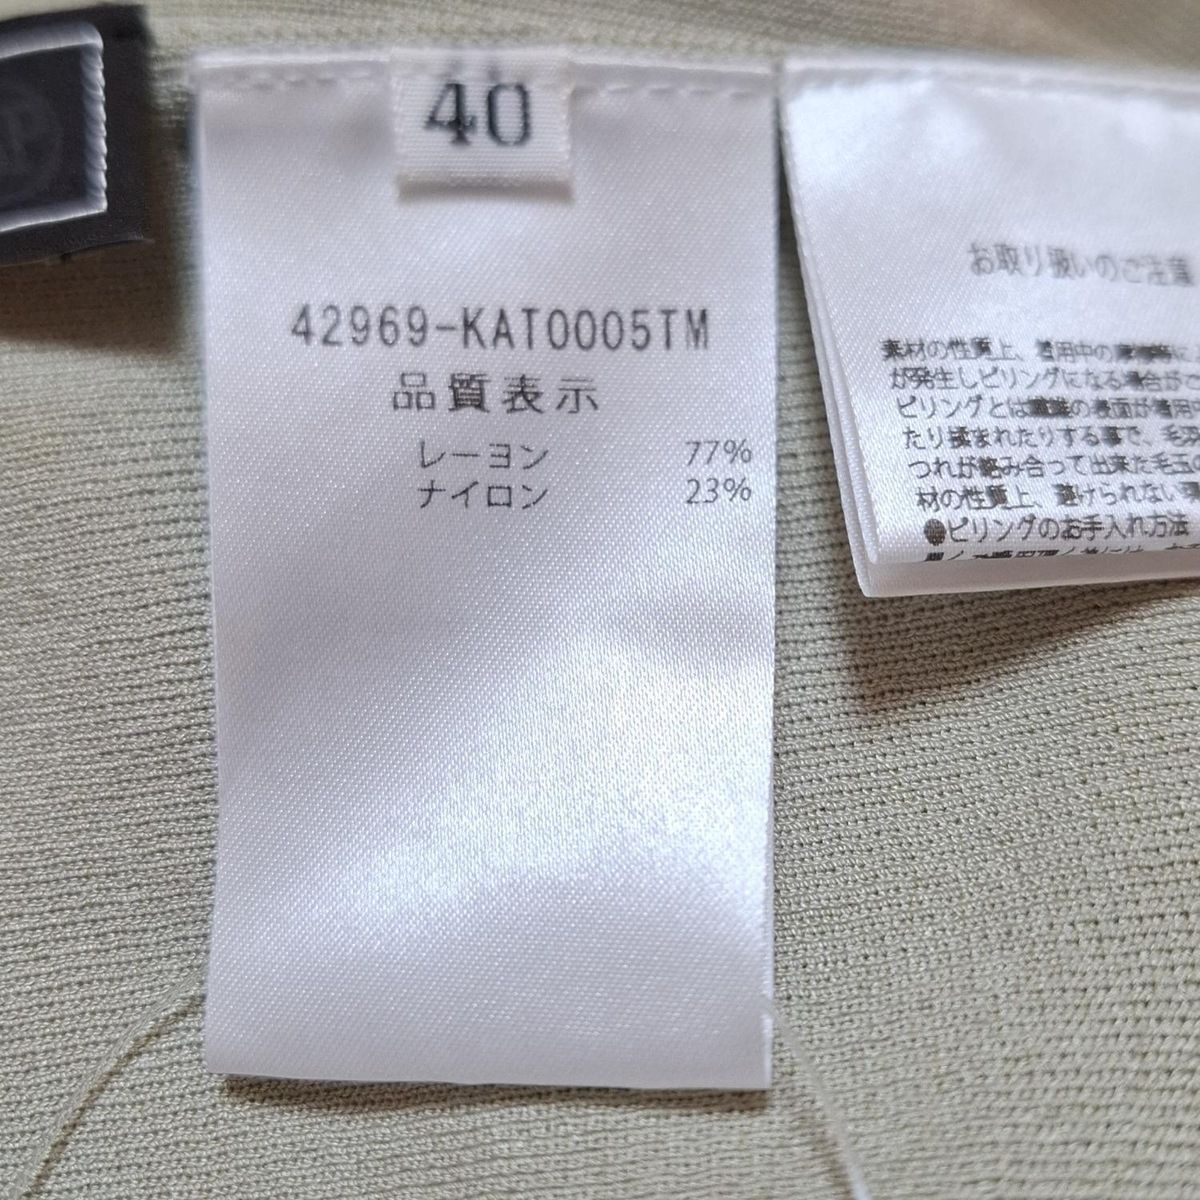 40
42969-KAT0005TM
品質表示
レーヨン 77%
ナイロン 23%
お取り扱いのご注意
素材の性質上、着用中の摩擦等に
が発生しピリングになる場合がご
ピリングとは繊維の表面が着用
たり揉まれたりする事で、毛羽
つれが絡み合って出来た毛玉の
材の性質上、避けられない
●ピリングのお手入れ方法